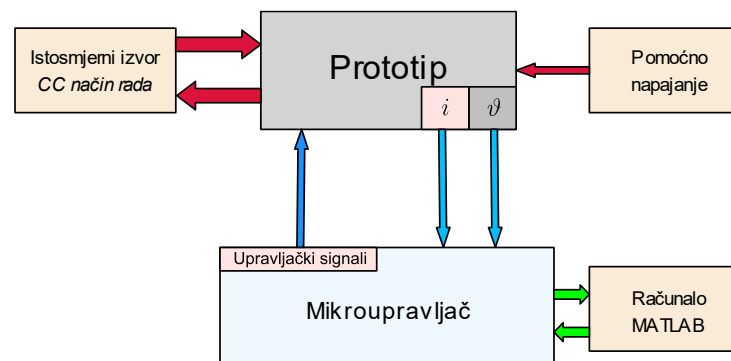 Istosmjerni izvor
CC način rada
Prototip
i
ϑ
Pomoćno
napajanje
Upravljački signali
Mikroupravljač
Računalo
MATLAB